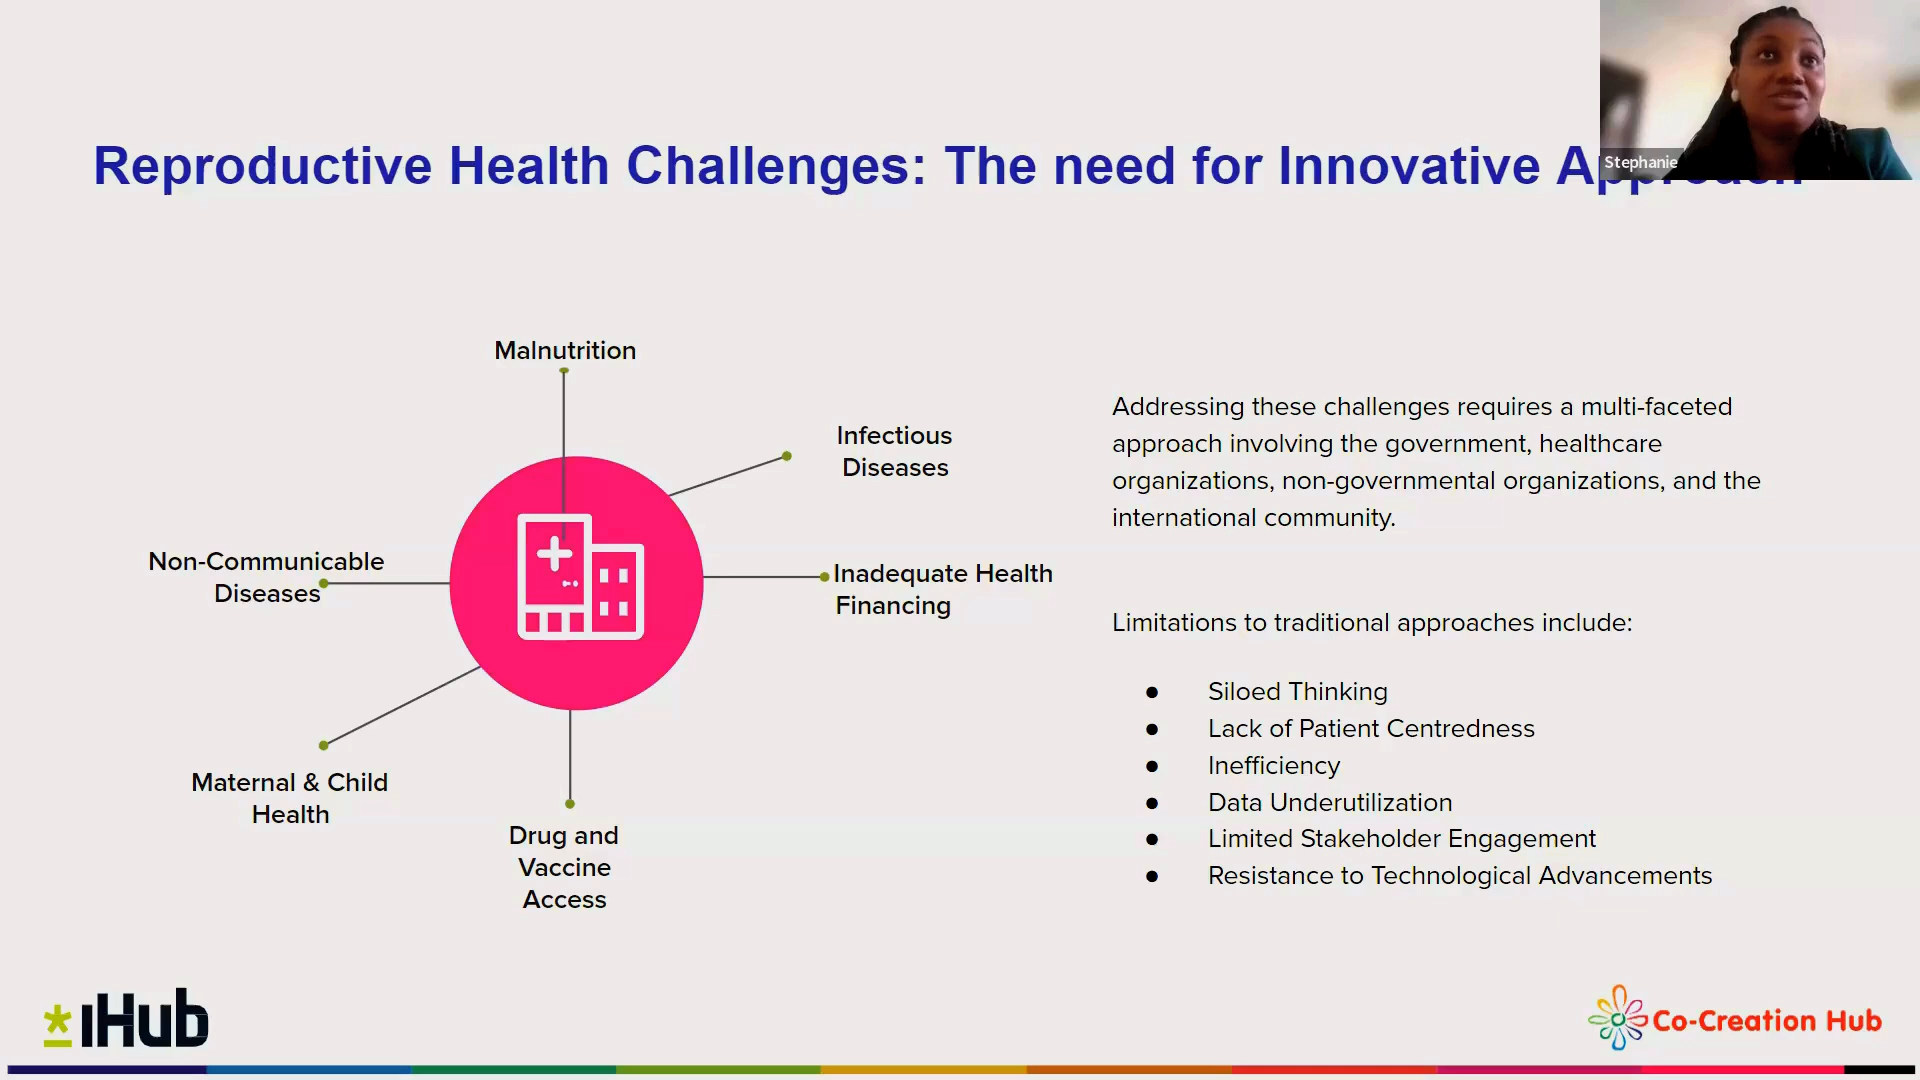 Stephanie
Reproductive Health Challenges: The need for Innovative
Malnutrition
Infectious
Diseases
Non-Communicable
Diseases
Inadequate Health
Financing
Maternal & Child
Health
Drug and
Vaccine
Access
Addressing these challenges requires a multi-faceted
approach involving the government, healthcare
organizations, non-governmental organizations, and the
international community.
Limitations to traditional approaches include:
● Siloed Thinking
● Lack of Patient Centredness
● Inefficiency
● Data Underutilization
● Limited Stakeholder Engagement
● Resistance to Technological Advancements
iHub
Co-Creation Hub